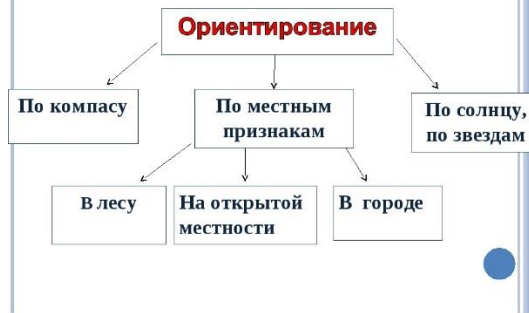 Ориентирование
По компасу
По местным
признакам
По солнцу,
по звездам
В лесу
На открытой
местности
В городе